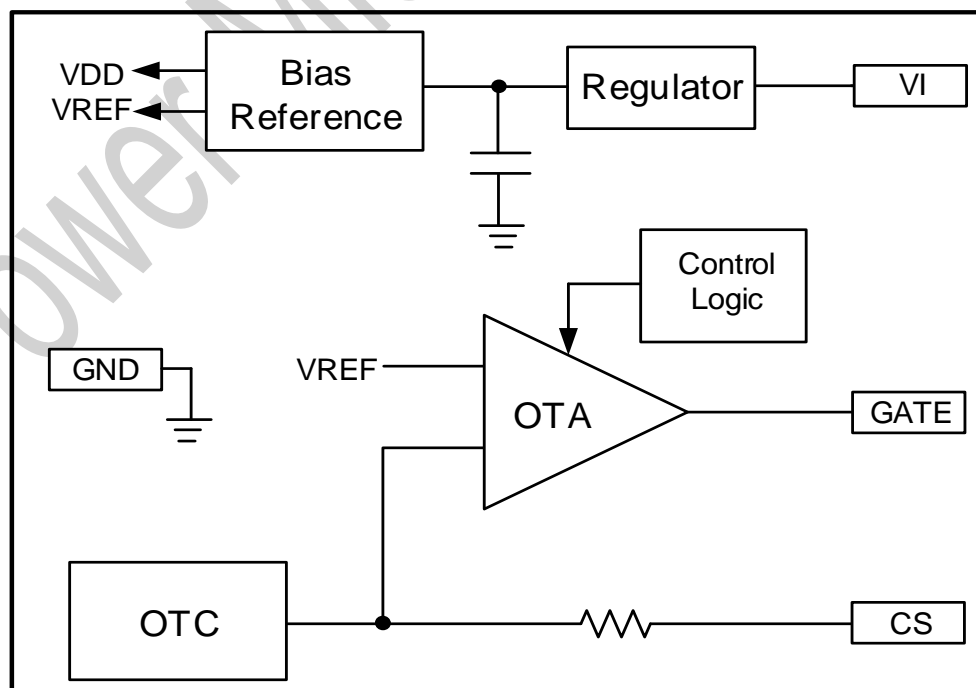 VDD
VREF
Bias
Reference
Regulator
VI
Control
Logic
GND
VREF
OTA
GATE
OTC
CS